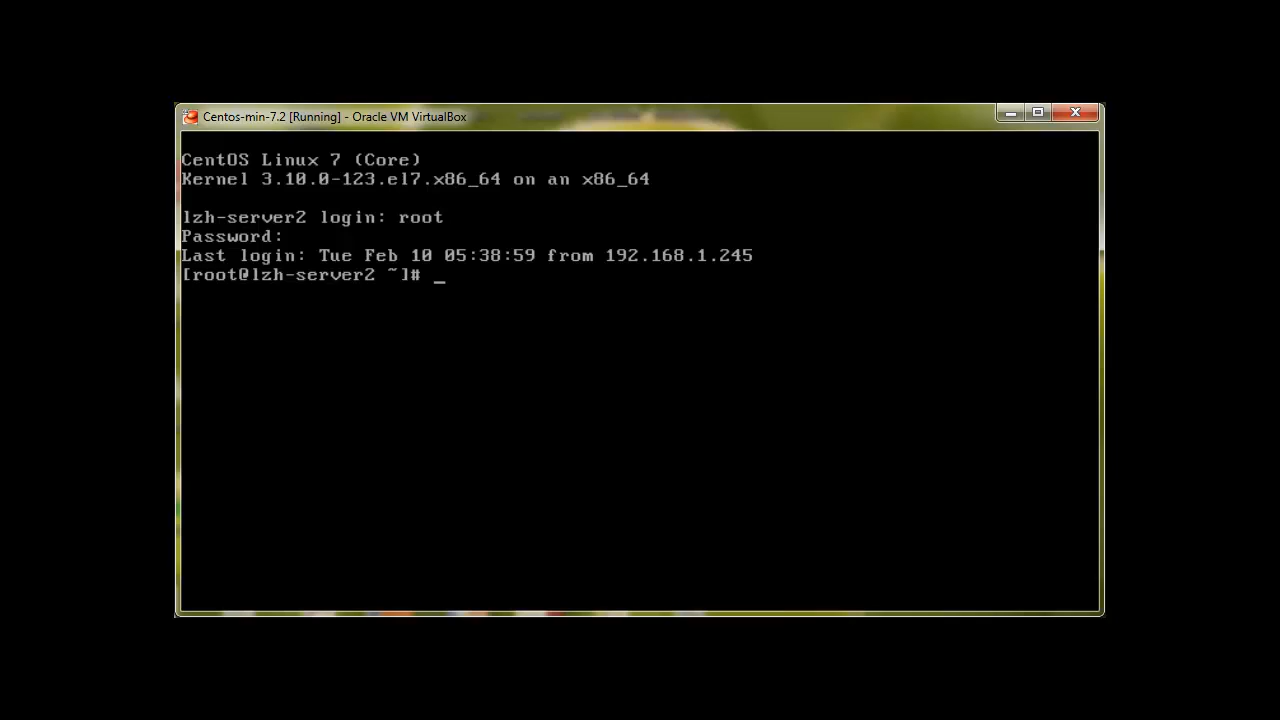 Centos-min-7.2 [Running] - Oracle VM VirtualBox
CentOS Linux 7 (Core)
Kernel 3.10.0-123.el7.x86_64 on an x86_64
lzh-server2 login: root
Password:
Last login: Tue Feb 10 05:38:59 from 192.168.1.245
[root@lzh-server2 ~]# _